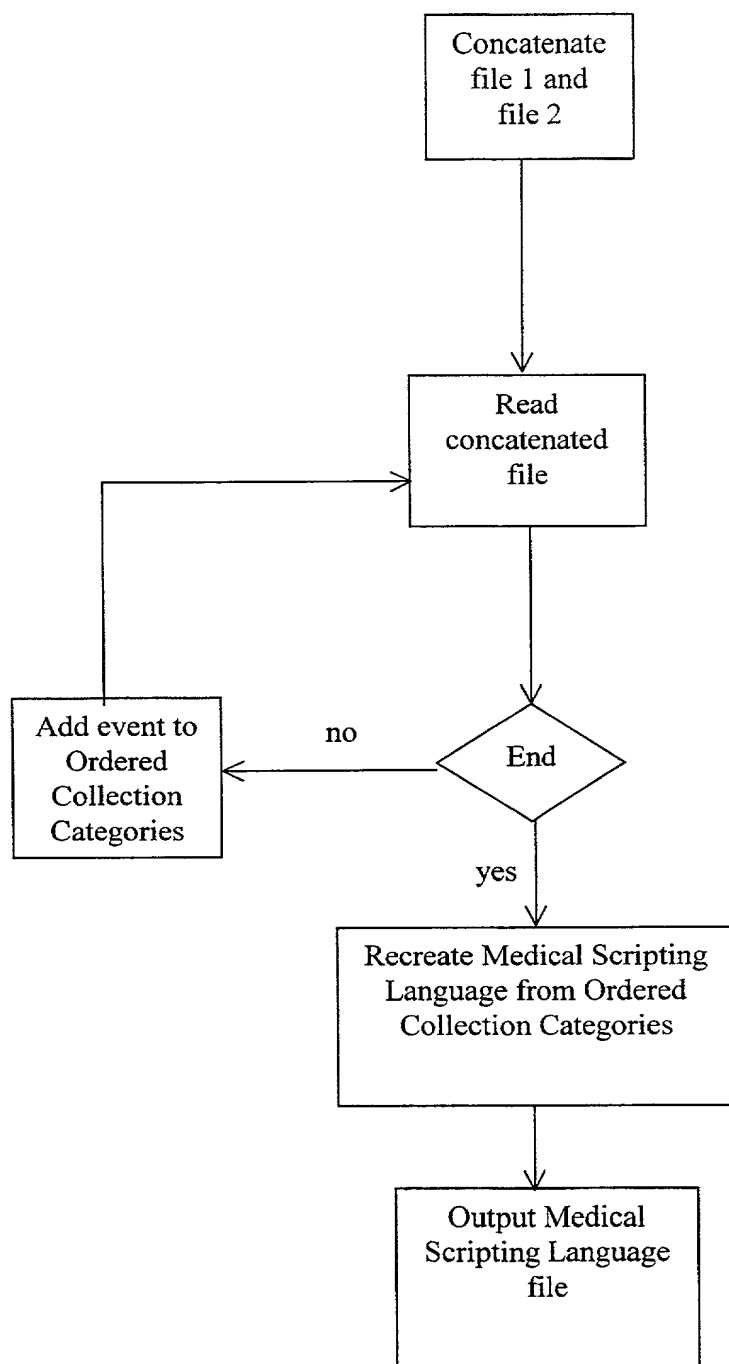 Concatenate
file 1 and
file 2
Read
concatenated
file
Add event to
Ordered
Collection
Categories
no
End
yes
Recreate Medical Scripting
Language from Ordered
Collection Categories
Output Medical
Scripting Language
file